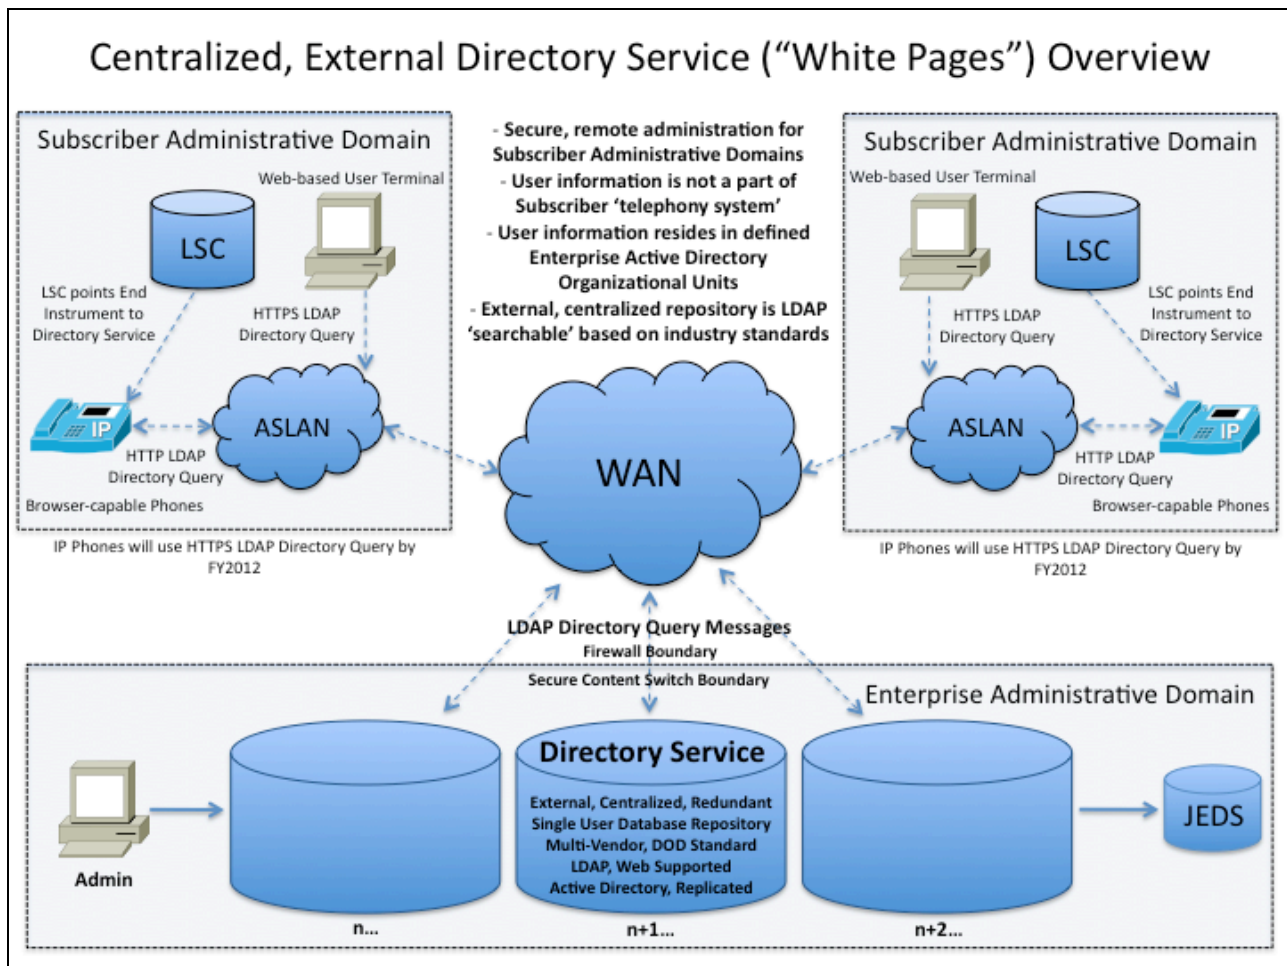 Centralized, External Directory Service (“White Pages”) Overview
Subscriber Administrative Domain
Web-based User Terminal
LSC
LSC points End
Instrument to
Directory Service
HTTPS LDAP
Directory Query
IP
ASLAN
HTTP LDAP
Directory Query
Browser-capable Phones
IP Phones will use HTTPS LDAP Directory Query by
FY2012
- Secure, remote administration for
Subscriber Administrative Domains
- User information is not a part of
Subscriber ‘telephony system’
- User information resides in defined
Enterprise Active Directory
Organizational Units
- External, centralized repository is LDAP
‘searchable’ based on industry standards
WAN
Subscriber Administrative Domain
Web-based User Terminal
LSC
HTTPS LDAP
Directory Query
LSC points End
Instrument to
Directory Service
ASLAN
IP
HTTP LDAP
Directory Query
Browser-capable Phones
IP Phones will use HTTPS LDAP Directory Query by
FY2012
LDAP Directory Query Messages
Firewall Boundary
Secure Content Switch Boundary
Enterprise Administrative Domain
Admin
Directory Service
External, Centralized, Redundant
Single User Database Repository
Multi-Vendor, DOD Standard
LDAP, Web Supported
Active Directory, Replicated
JEDS
n...
n+1...
n+2...